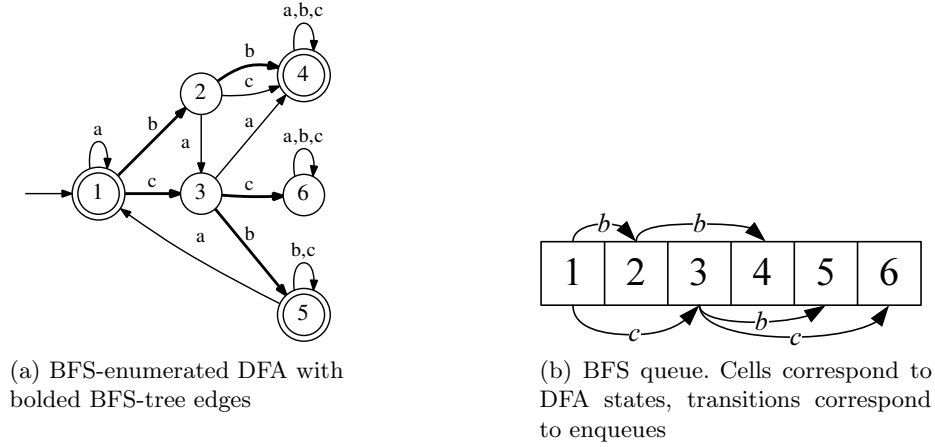 a,b,c
b
4
2
c
a
b
a
a
a,b,c
1
c
3
c
6
a
b
b,c
5
(a) BFS-enumerated DFA with
bolded BFS-tree edges
b
b
1 2 3 4 5 6
c
b
c
(b) BFS queue. Cells correspond to
DFA states, transitions correspond
to enqueues